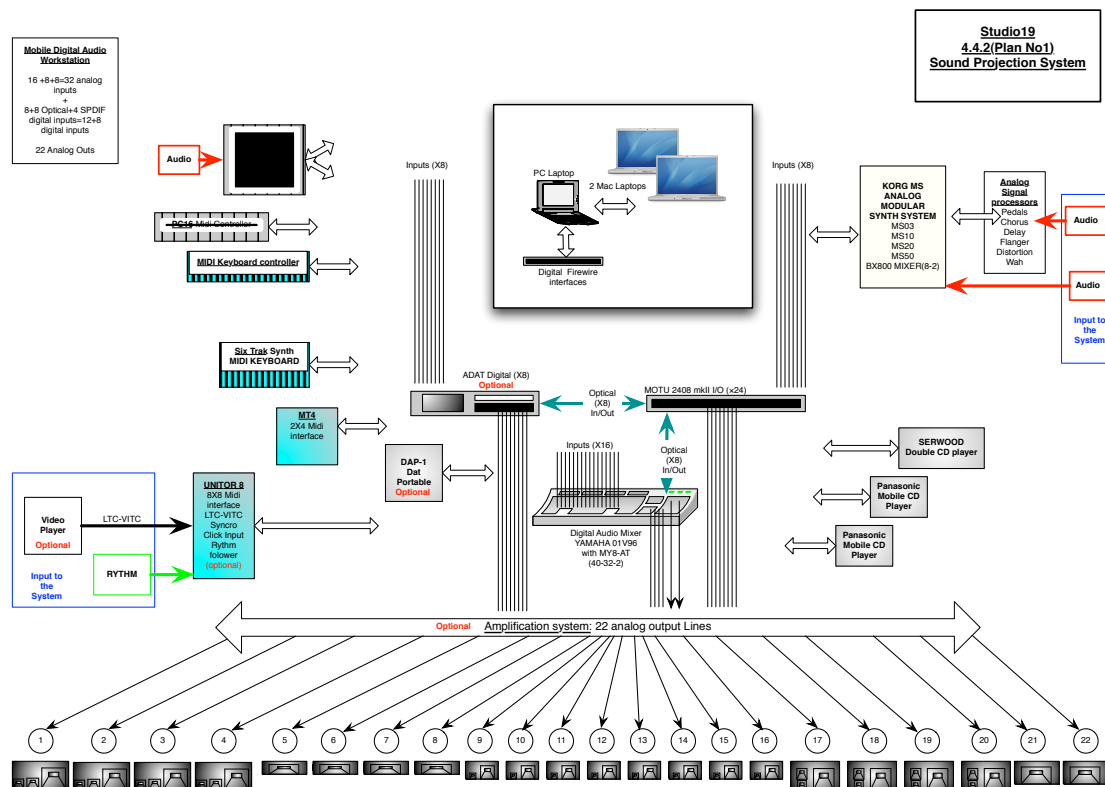 Studio19
4.4.2(Plan No1)
Sound Projection System
Mobile Digital Audio
Workstation
16 +8+8=32 analog
inputs
+
8+8 Optical+4 SPDIF
digital inputs=12+8
digital inputs
22 Analog Outs
Audio
PC16 Midi Controller
MIDI Keyboard controller
Six Trak Synth
MIDI KEYBOARD
MT4
2X4 Midi
interface
UNITOR 8
8X8 Midi
interface
LTC-VITC
Syncro
Click Input
Rythm
folower
(optional)
Video
Player
Optional
LTC-VITC
Input to
the
System
RYTHM
Inputs (X8)
PC Laptop
2 Mac Laptops
Digital Firewire
interfaces
Inputs (X8)
KORG MS
ANALOG
MODULAR
SYNTH SYSTEM
MS03
MS10
MS20
MS50
BX800 MIXER(8-2)
Analog
Signal
processors
Pedals
Chorus
Delay
Flanger
Distortion
Wah
Audio
Audio
Input to
the
System
ADAT Digital (X8)
Optional
Optical
(X8)
In/Out
MOTU 2408 mkII I/O (×24)
DAP-1
Dat
Portable
Optional
Inputs (X16)
Optical
(X8)
In/Out
Digital Audio Mixer
YAMAHA 01V96
with MY8-AT
(40-32-2)
SERWOOD
Double CD player
Panasonic
Mobile CD
Player
Panasonic
Mobile CD
Player
Optional Amplification system: 22 analog output Lines
1 2 3 4 5 6 7 8 9 10 11 12 13 14 15 16 17 18 19 20 21 22